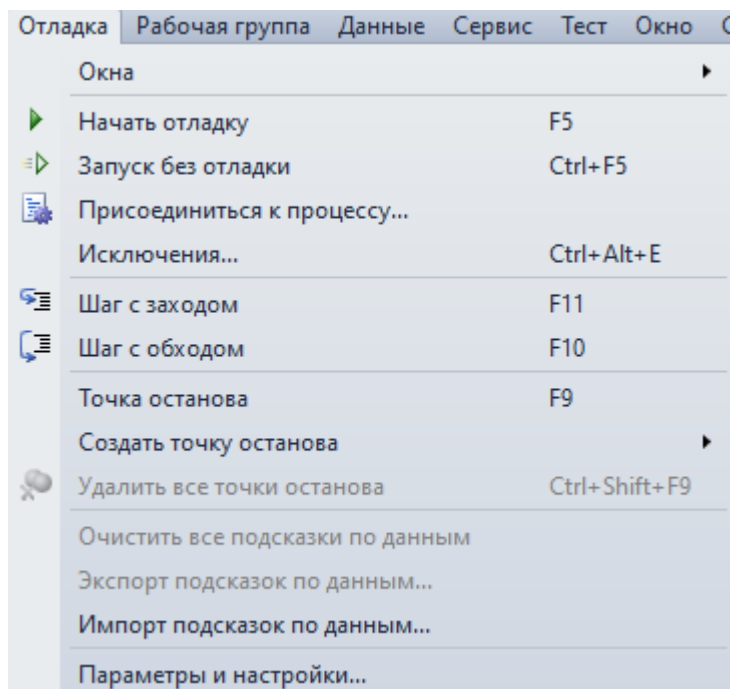 Отладка Рабочая группа Данные Сервис Тест Окно
Окна
Начать отладку F5
Запуск без отладки Ctrl+F5
Присоединиться к процессу...
Исключения... Ctrl+Alt+E
Шаг с заходом F11
Шаг с обходом F10
Точка останова F9
Создать точку останова
Удалить все точки останова Ctrl+Shift+F9
Очистить все подсказки по данным
Экспорт подсказок по данным...
Импорт подсказок по данным...
Параметры и настройки...